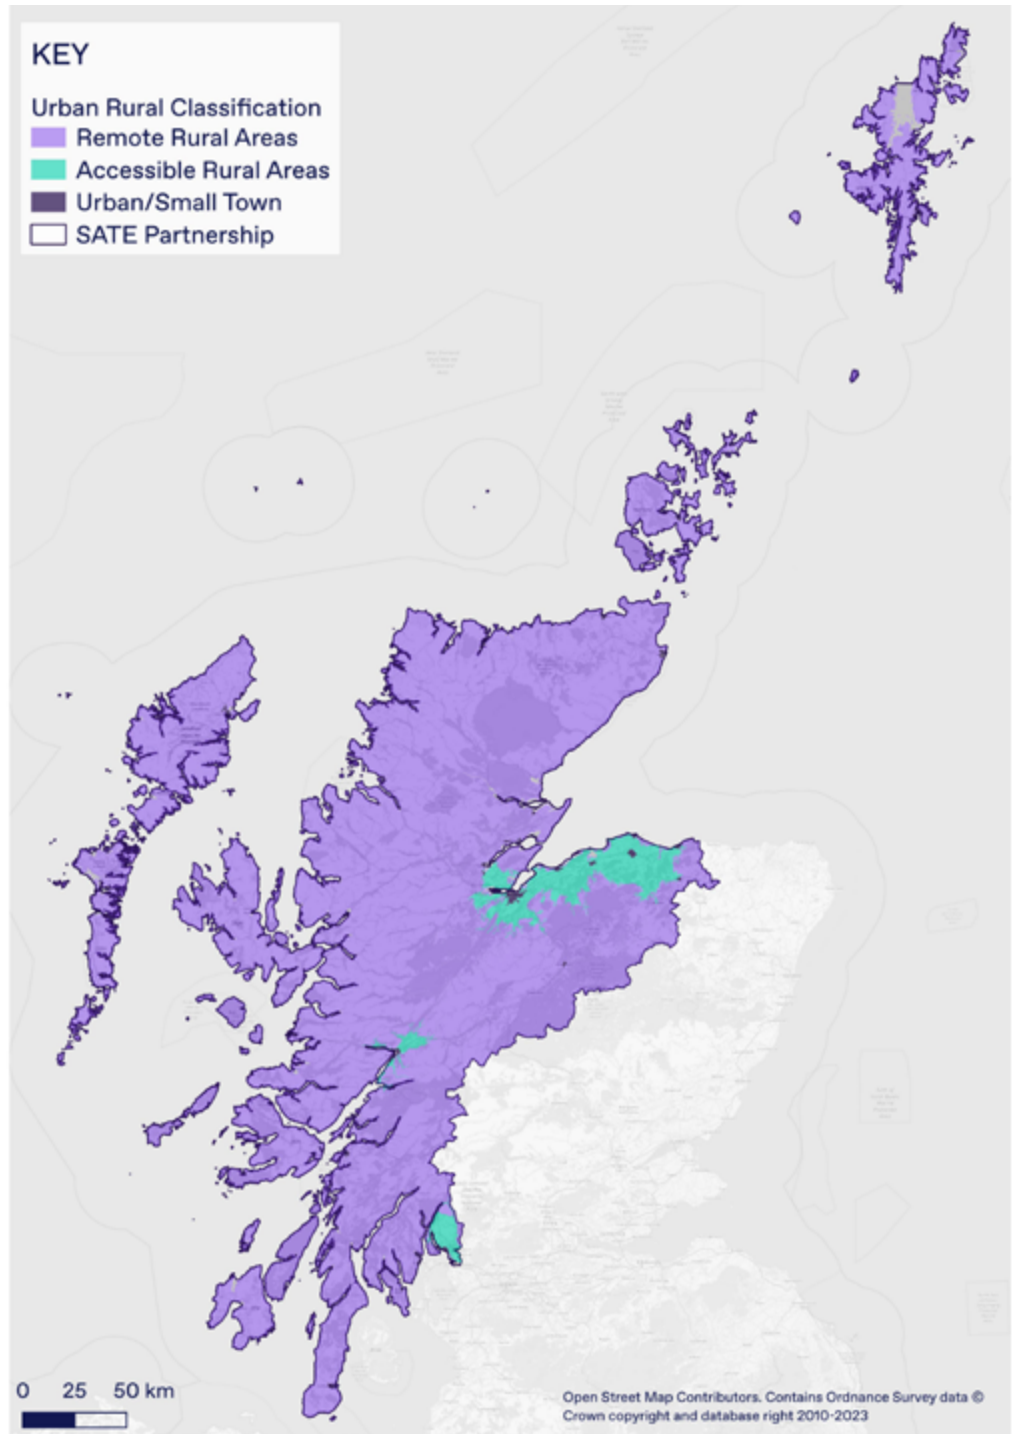 KEY
Urban Rural Classification
Remote Rural Areas
Accessible Rural Areas
Urban/Small Town
SATE Partnership
0 25 50 km
Open Street Map Contributors. Contains Ordnance Survey data ©
Crown copyright and database right 2010-2023